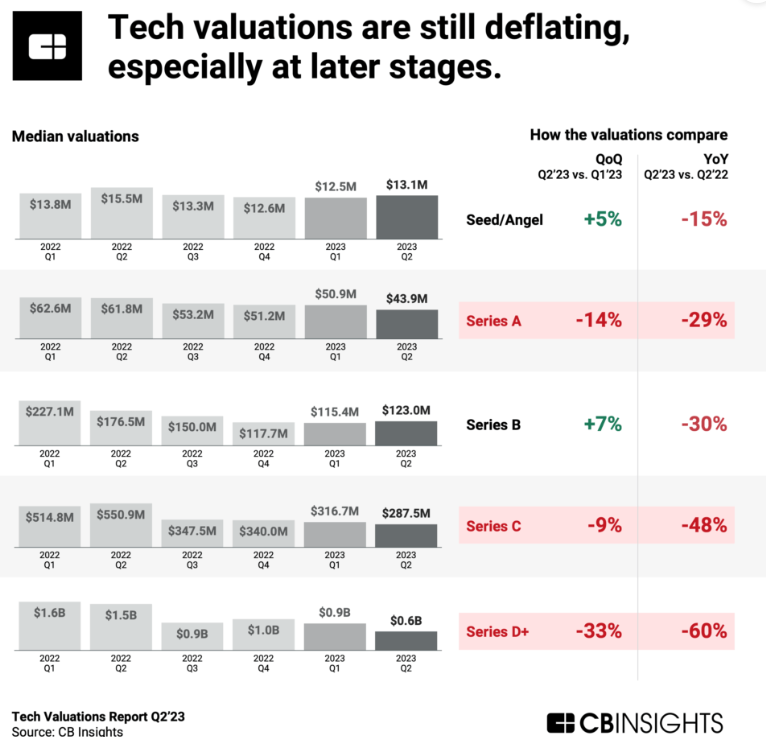 Tech valuations are still deflating,
especially at later stages.
Median valuations
How the valuations compare
QoQ
Q2'23 vs. Q1'23
YoY
Q2'23 vs. Q2'22
$13.8M
$15.5M
$13.3M
$12.6M
$12.5M
$13.1M
2022
Q1
2022
Q2
2022
Q3
2022
Q4
2023
Q1
2023
Q2
Seed/Angel
+5%
-15%
$62.6M
$61.8M
$53.2M
$51.2M
$50.9M
$43.9M
2022
Q1
2022
Q2
2022
Q3
2022
Q4
2023
Q1
2023
Q2
Series A
-14%
-29%
$227.1M
$176.5M
$150.0M
$117.7M
$115.4M
$123.0M
2022
Q1
2022
Q2
2022
Q3
2022
Q4
2023
Q1
2023
Q2
Series B
+7%
-30%
$514.8M
$550.9M
$347.5M
$340.0M
$316.7M
$287.5M
2022
Q1
2022
Q2
2022
Q3
2022
Q4
2023
Q1
2023
Q2
Series C
-9%
-48%
$1.6B
$1.5B
$0.9B
$1.0B
$0.9B
$0.6B
2022
Q1
2022
Q2
2022
Q3
2022
Q4
2023
Q1
2023
Q2
Series D+
-33%
-60%
Tech Valuations Report Q2'23
Source: CB Insights
CBINSIGHTS